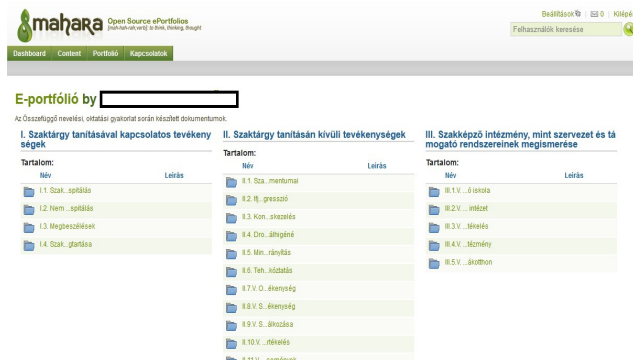 Beállítások | 0 | Kilépé
mahara Open Source ePortfolios
[mah-hah-rah, verb]: to think, thinking, thought
Felhasználók keresése
Dashboard Content Portfolió Kapcsolatok
E-portfólió by
Az Összefüggő nevelési, oktatási gyakorlat során készített dokumentumok.
I. Szaktárgy tanításával kapcsolatos tevékeny
ségek
Tartalom:
Név Leírás
I.1. Szak...spitálás
I.2. Nem ...spitálás
I.3. Megbeszélések
I.4. Szak...gtartása
II. Szaktárgy tanításán kívüli tevékenységek
Tartalom:
Név Leírás
II.1. Sza...mentumai
II.2. Ifj...gresszió
II.3. Kon...skezelés
II.4. Dro...álhigéné
II.5. Min...rányítás
II.6. Teh...kóztatás
II.7.V. O...ékenység
II.8.V. S...ékenység
II.9.V. S...álkozása
II.10.V....rtékelés
III. Szakképző intézmény, mint szervezet és tá
mogató rendszereinek megismerése
Tartalom:
Név Leírás
III.1.V. ...ő iskola
III.2.V. ... intézet
III.3.V. ...tékelés
III.4.V. ...tézmény
III.5.V. ...ákotthon